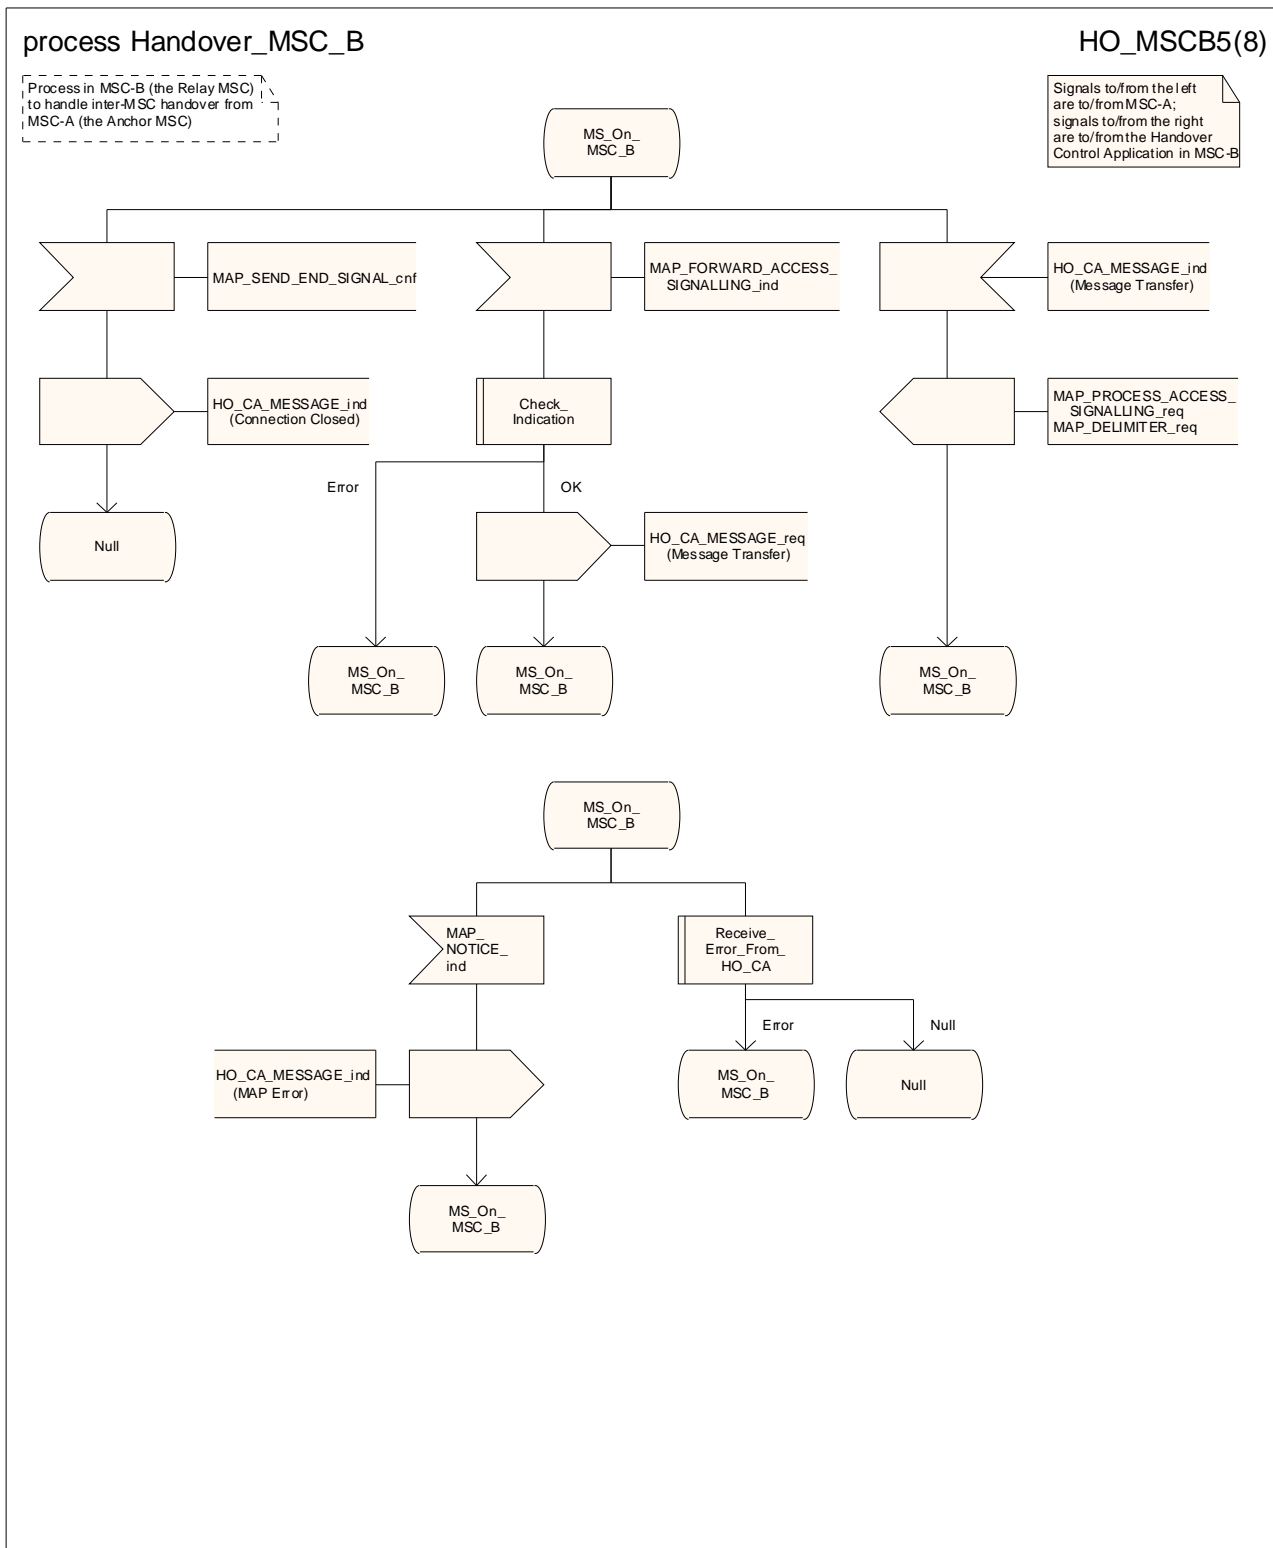 process Handover_MSC_B
HO_MSCB5(8)
Process in MSC-B (the Relay MSC)
to handle inter-MSC handover from
MSC-A (the Anchor MSC)
Signals to/from the left
are to/from MSC-A;
signals to/from the right
are to/from the Handover
Control Application in MSC-B
MS_On_
MSC_B
MAP_SEND_END_SIGNAL_cnf
MAP_FORWARD_ACCESS_
SIGNALLING_ind
HO_CA_MESSAGE_ind
(Message Transfer)
HO_CA_MESSAGE_ind
(Connection Closed)
Check_
Indication
MAP_PROCESS_ACCESS_
SIGNALLING_req
MAP_DELIMITER_req
Error
OK
Null
HO_CA_MESSAGE_req
(Message Transfer)
MS_On_
MSC_B
MS_On_
MSC_B
MS_On_
MSC_B
MS_On_
MSC_B
MAP_
NOTICE_
ind
Receive_
Error_From_
HO_CA
Error
Null
HO_CA_MESSAGE_ind
(MAP Error)
MS_On_
MSC_B
Null
MS_On_
MSC_B